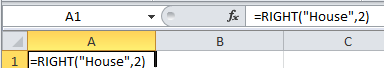 A1 fx =RIGHT("House",2)
A B C
1 =RIGHT("House",2)